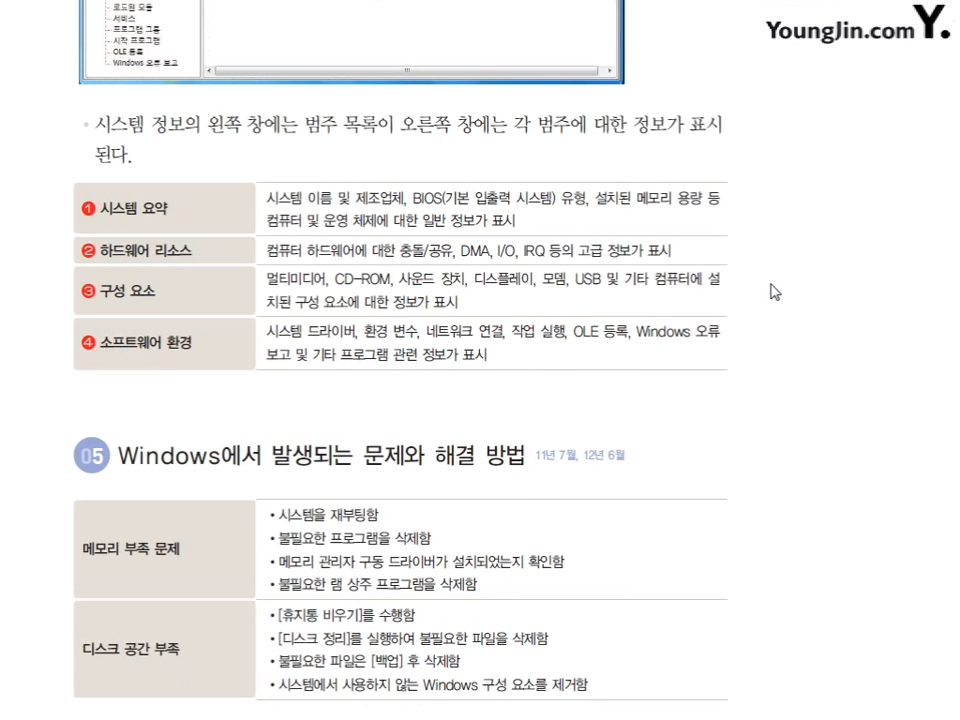 로드된 모듈
서비스
프로그램 그룹
시작 프로그램
OLE 등록
Windows 오류 보고
YoungJin.com Y.
• 시스템 정보의 왼쪽 창에는 범주 목록이 오른쪽 창에는 각 범주에 대한 정보가 표시
된다.
① 시스템 요약
시스템 이름 및 제조업체, BIOS(기본 입출력 시스템) 유형, 설치된 메모리 용량 등
컴퓨터 및 운영 체제에 대한 일반 정보가 표시
② 하드웨어 리소스
컴퓨터 하드웨어에 대한 충돌/공유, DMA, I/O, IRQ 등의 고급 정보가 표시
③ 구성 요소
멀티미디어, CD-ROM, 사운드 장치, 디스플레이, 모뎀, USB 및 기타 컴퓨터에 설
치된 구성 요소에 대한 정보가 표시
④ 소프트웨어 환경
시스템 드라이버, 환경 변수, 네트워크 연결, 작업 실행, OLE 등록, Windows 오류
보고 및 기타 프로그램 관련 정보가 표시
05 Windows에서 발생되는 문제와 해결 방법 11년 7월, 12년 6월
메모리 부족 문제
• 시스템을 재부팅함
• 불필요한 프로그램을 삭제함
• 메모리 관리자 구동 드라이버가 설치되었는지 확인함
• 불필요한 램 상주 프로그램을 삭제함
디스크 공간 부족
• [휴지통 비우기]를 수행함
• [디스크 정리]를 실행하여 불필요한 파일을 삭제함
• 불필요한 파일은 [백업] 후 삭제함
• 시스템에서 사용하지 않는 Windows 구성 요소를 제거함